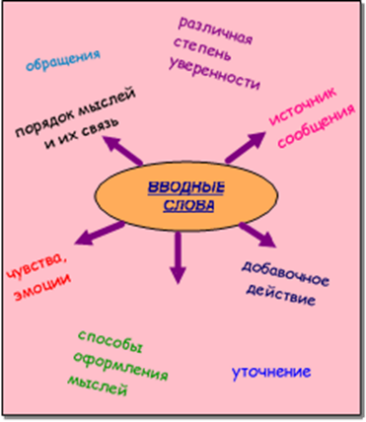 различная
степень
уверенности
обращения
источник
сообщения
порядок мыслей
и их связь
ВВОДНЫЕ
СЛОВА
чувства,
эмоции
добавочное
действие
способы
оформления
мыслей
уточнение